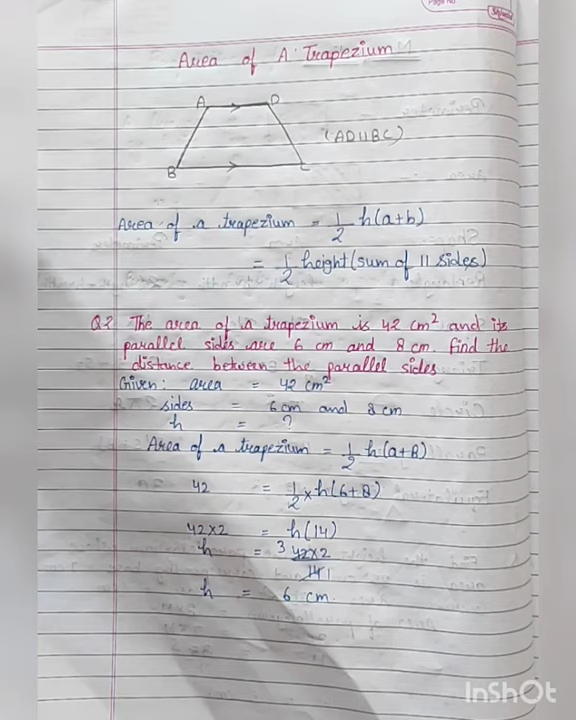 Page No
Area of A Trapezium
A D
(AD||BC)
B C
Area of a trapezium = 1/2 h(a+b)
= 1/2 height (sum of 11 sides)
Q2 The area of a trapezium is 42 cm² and its
parallel sides are 6 cm and 8 cm. find the
distance between the parallel sides
Given: area = 42 cm²
sides = 6 cm and 8 cm
h = ?
Area of a trapezium = 1/2 h(a+B)
42 = 1/2 × h(6+8)
42×2 = h(14)
h = 3 42×2
14 1
h = 6 cm.
InShOt